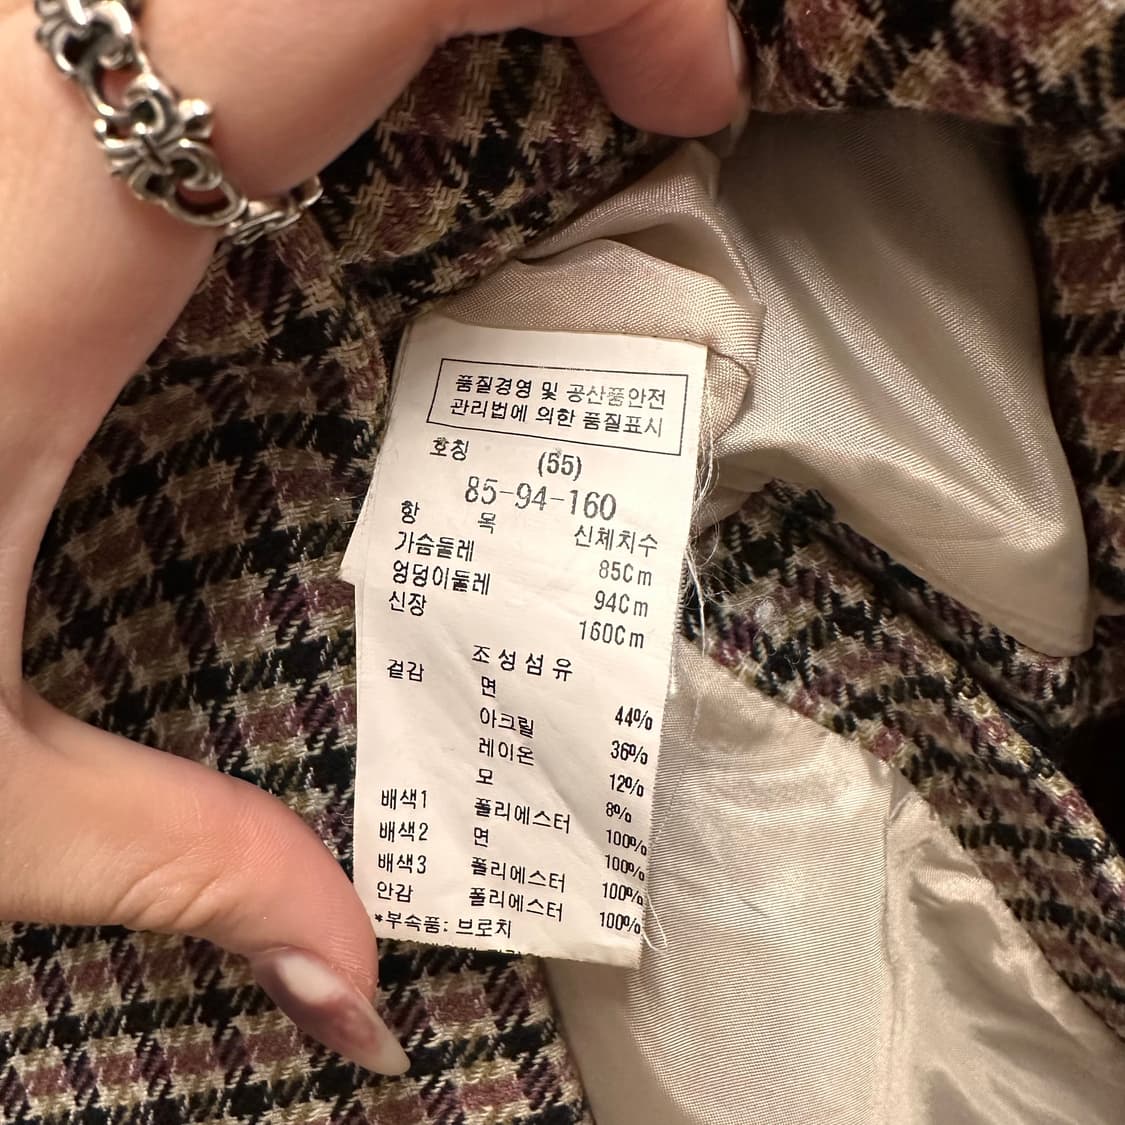 품질경영 및 공산품안전
관리법에 의한 품질표시
호칭 (55)
85-94-160
항 목 신체치수
가슴둘레 85Cm
엉덩이둘레 94Cm
신장 160Cm
조성섬유
겉감 면 44%
아크릴 36%
레이온 12%
모 8%
배색1 폴리에스터 100%
배색2 면 100%
배색3 폴리에스터 100%
안감 폴리에스터 100%
*부속품: 브로치